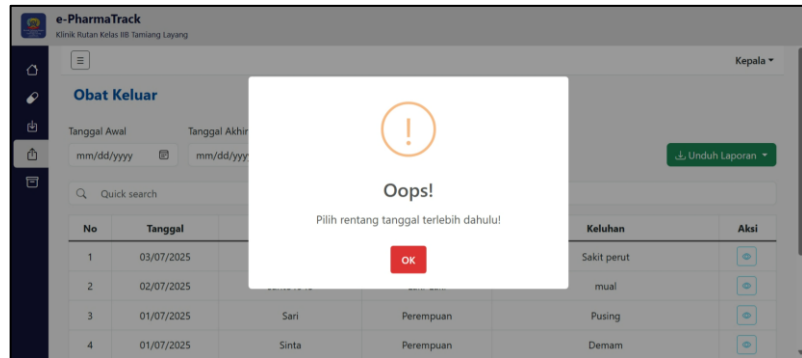 e-PharmaTrack
Klinik Rutan Kelas IIB Tamiang Layang
Kepala
Obat Keluar
Tanggal Awal Tanggal Akhir
mm/dd/yyyy mm/dd/yyy
Unduh Laporan
Quick search
Oops!
Pilih rentang tanggal terlebih dahulu!
OK
No Tanggal Keluhan Aksi
1 03/07/2025 Sakit perut
2 02/07/2025 mual
3 01/07/2025 Sari Perempuan Pusing
4 01/07/2025 Sinta Perempuan Demam